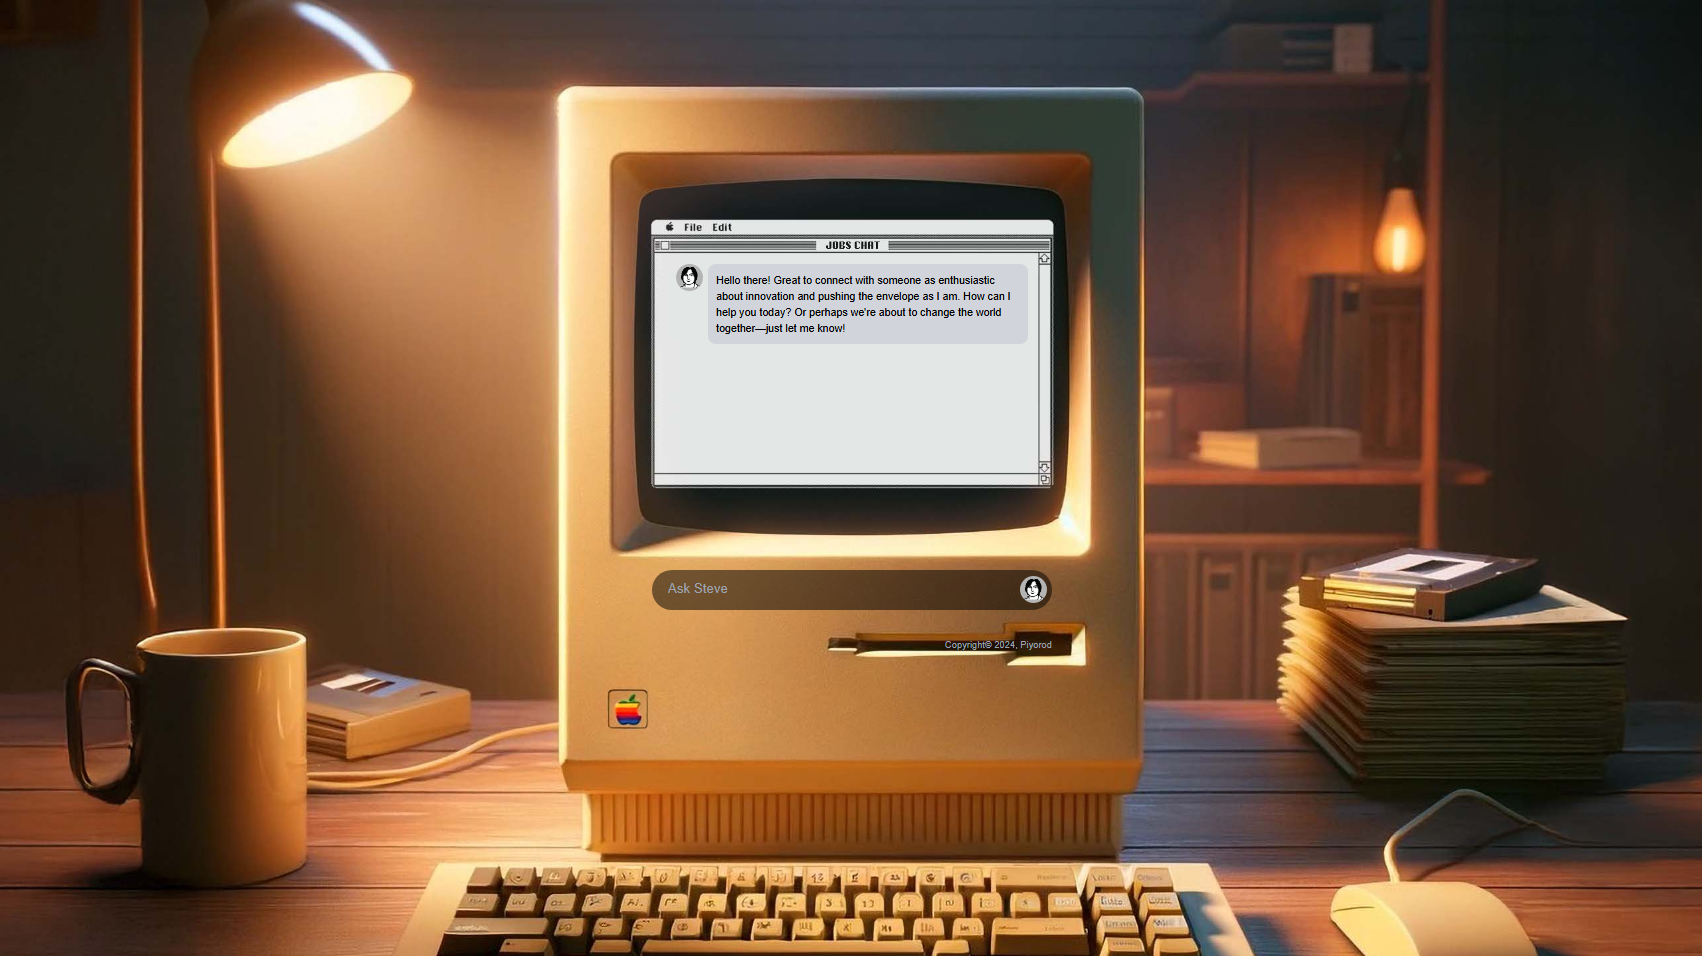 File Edit
JOBS CHAT
Hello there! Great to connect with someone as enthusiastic
about innovation and pushing the envelope as I am. How can I
help you today? Or perhaps we're about to change the world
together—just let me know!
Ask Steve
Copyright© 2024, Piyorod